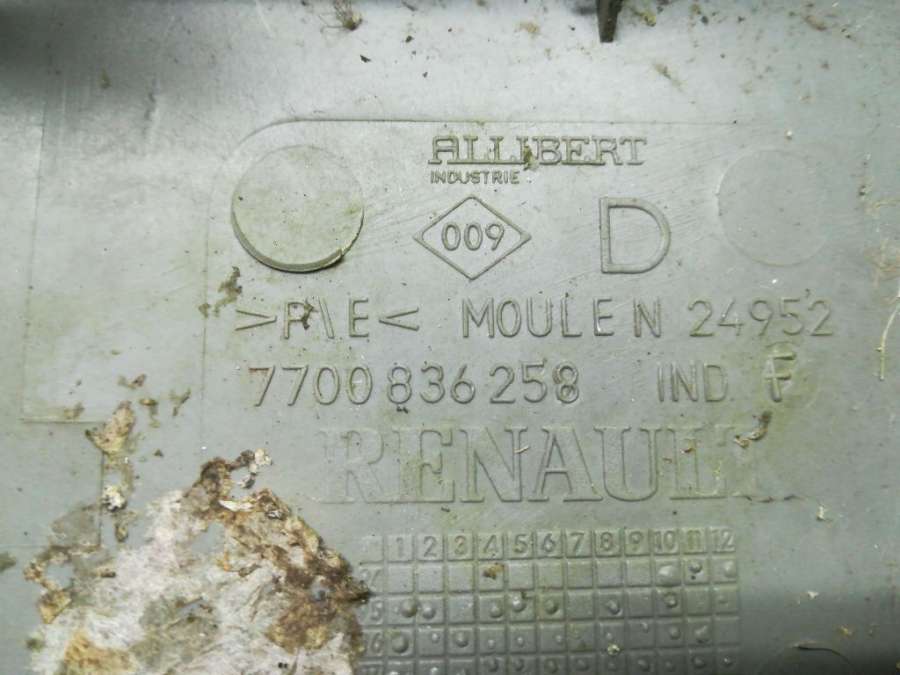 ALLIBERT
INDUSTRIE
009 D
>P\E< MOULE N 24952
7700 836 258 IND F
RENAULT
1 2 3 4 5 6 7 8 9 10 11 12